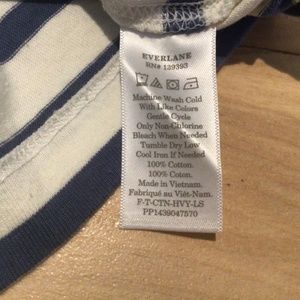 EVERLANE
RN# 139393
Machine Wash Cold
With Like Colors
Gentle Cycle
Only Non-Chlorine
Bleach When Needed
Tumble Dry Low
Cool Iron If Needed
100% Cotton.
100% Coton.
Made in Vietnam.
Fabriqué au Viêt-Nam.
F-T-CTN-HVY-LS
PP1439047570